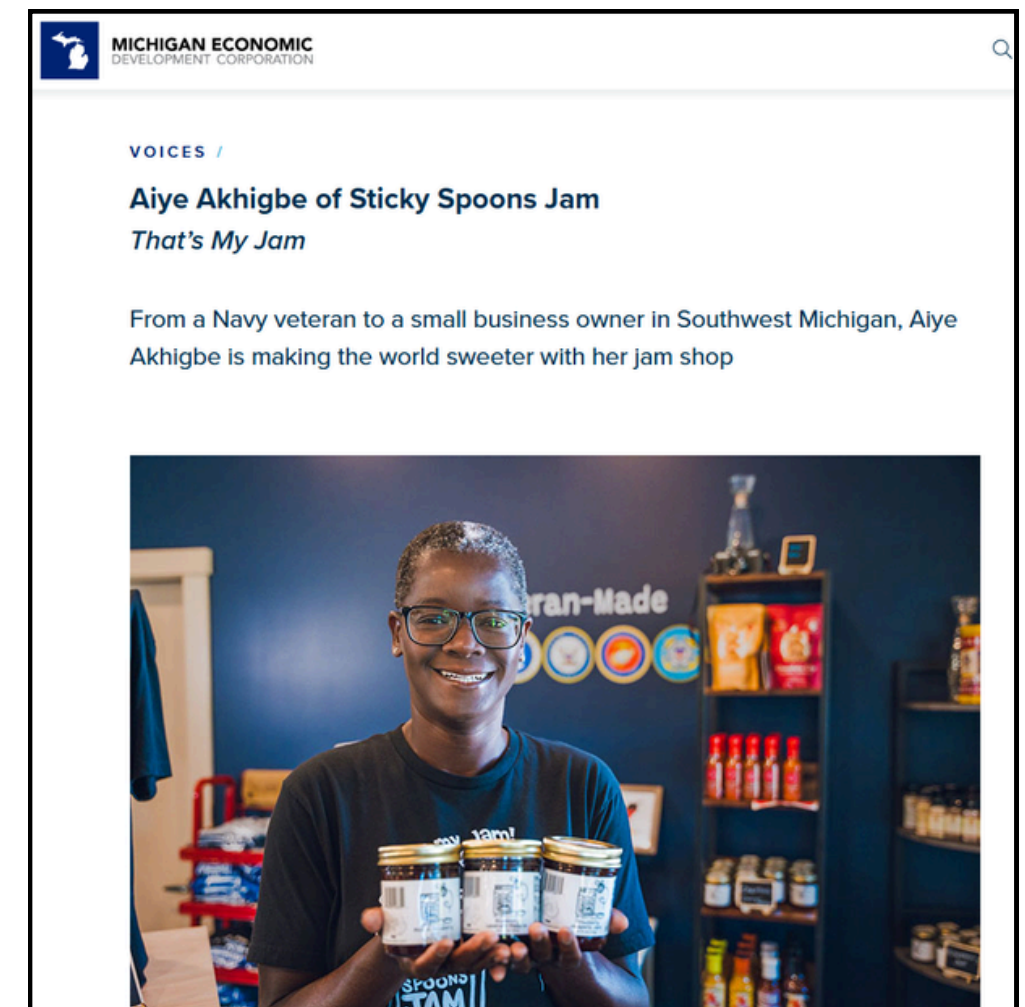 MICHIGAN ECONOMIC
DEVELOPMENT CORPORATION
VOICES /
Aiye Akhigbe of Sticky Spoons Jam
That's My Jam
From a Navy veteran to a small business owner in Southwest Michigan, Aiye
Akhigbe is making the world sweeter with her jam shop
ran-Made
my Jam!
SPOONS
JAM